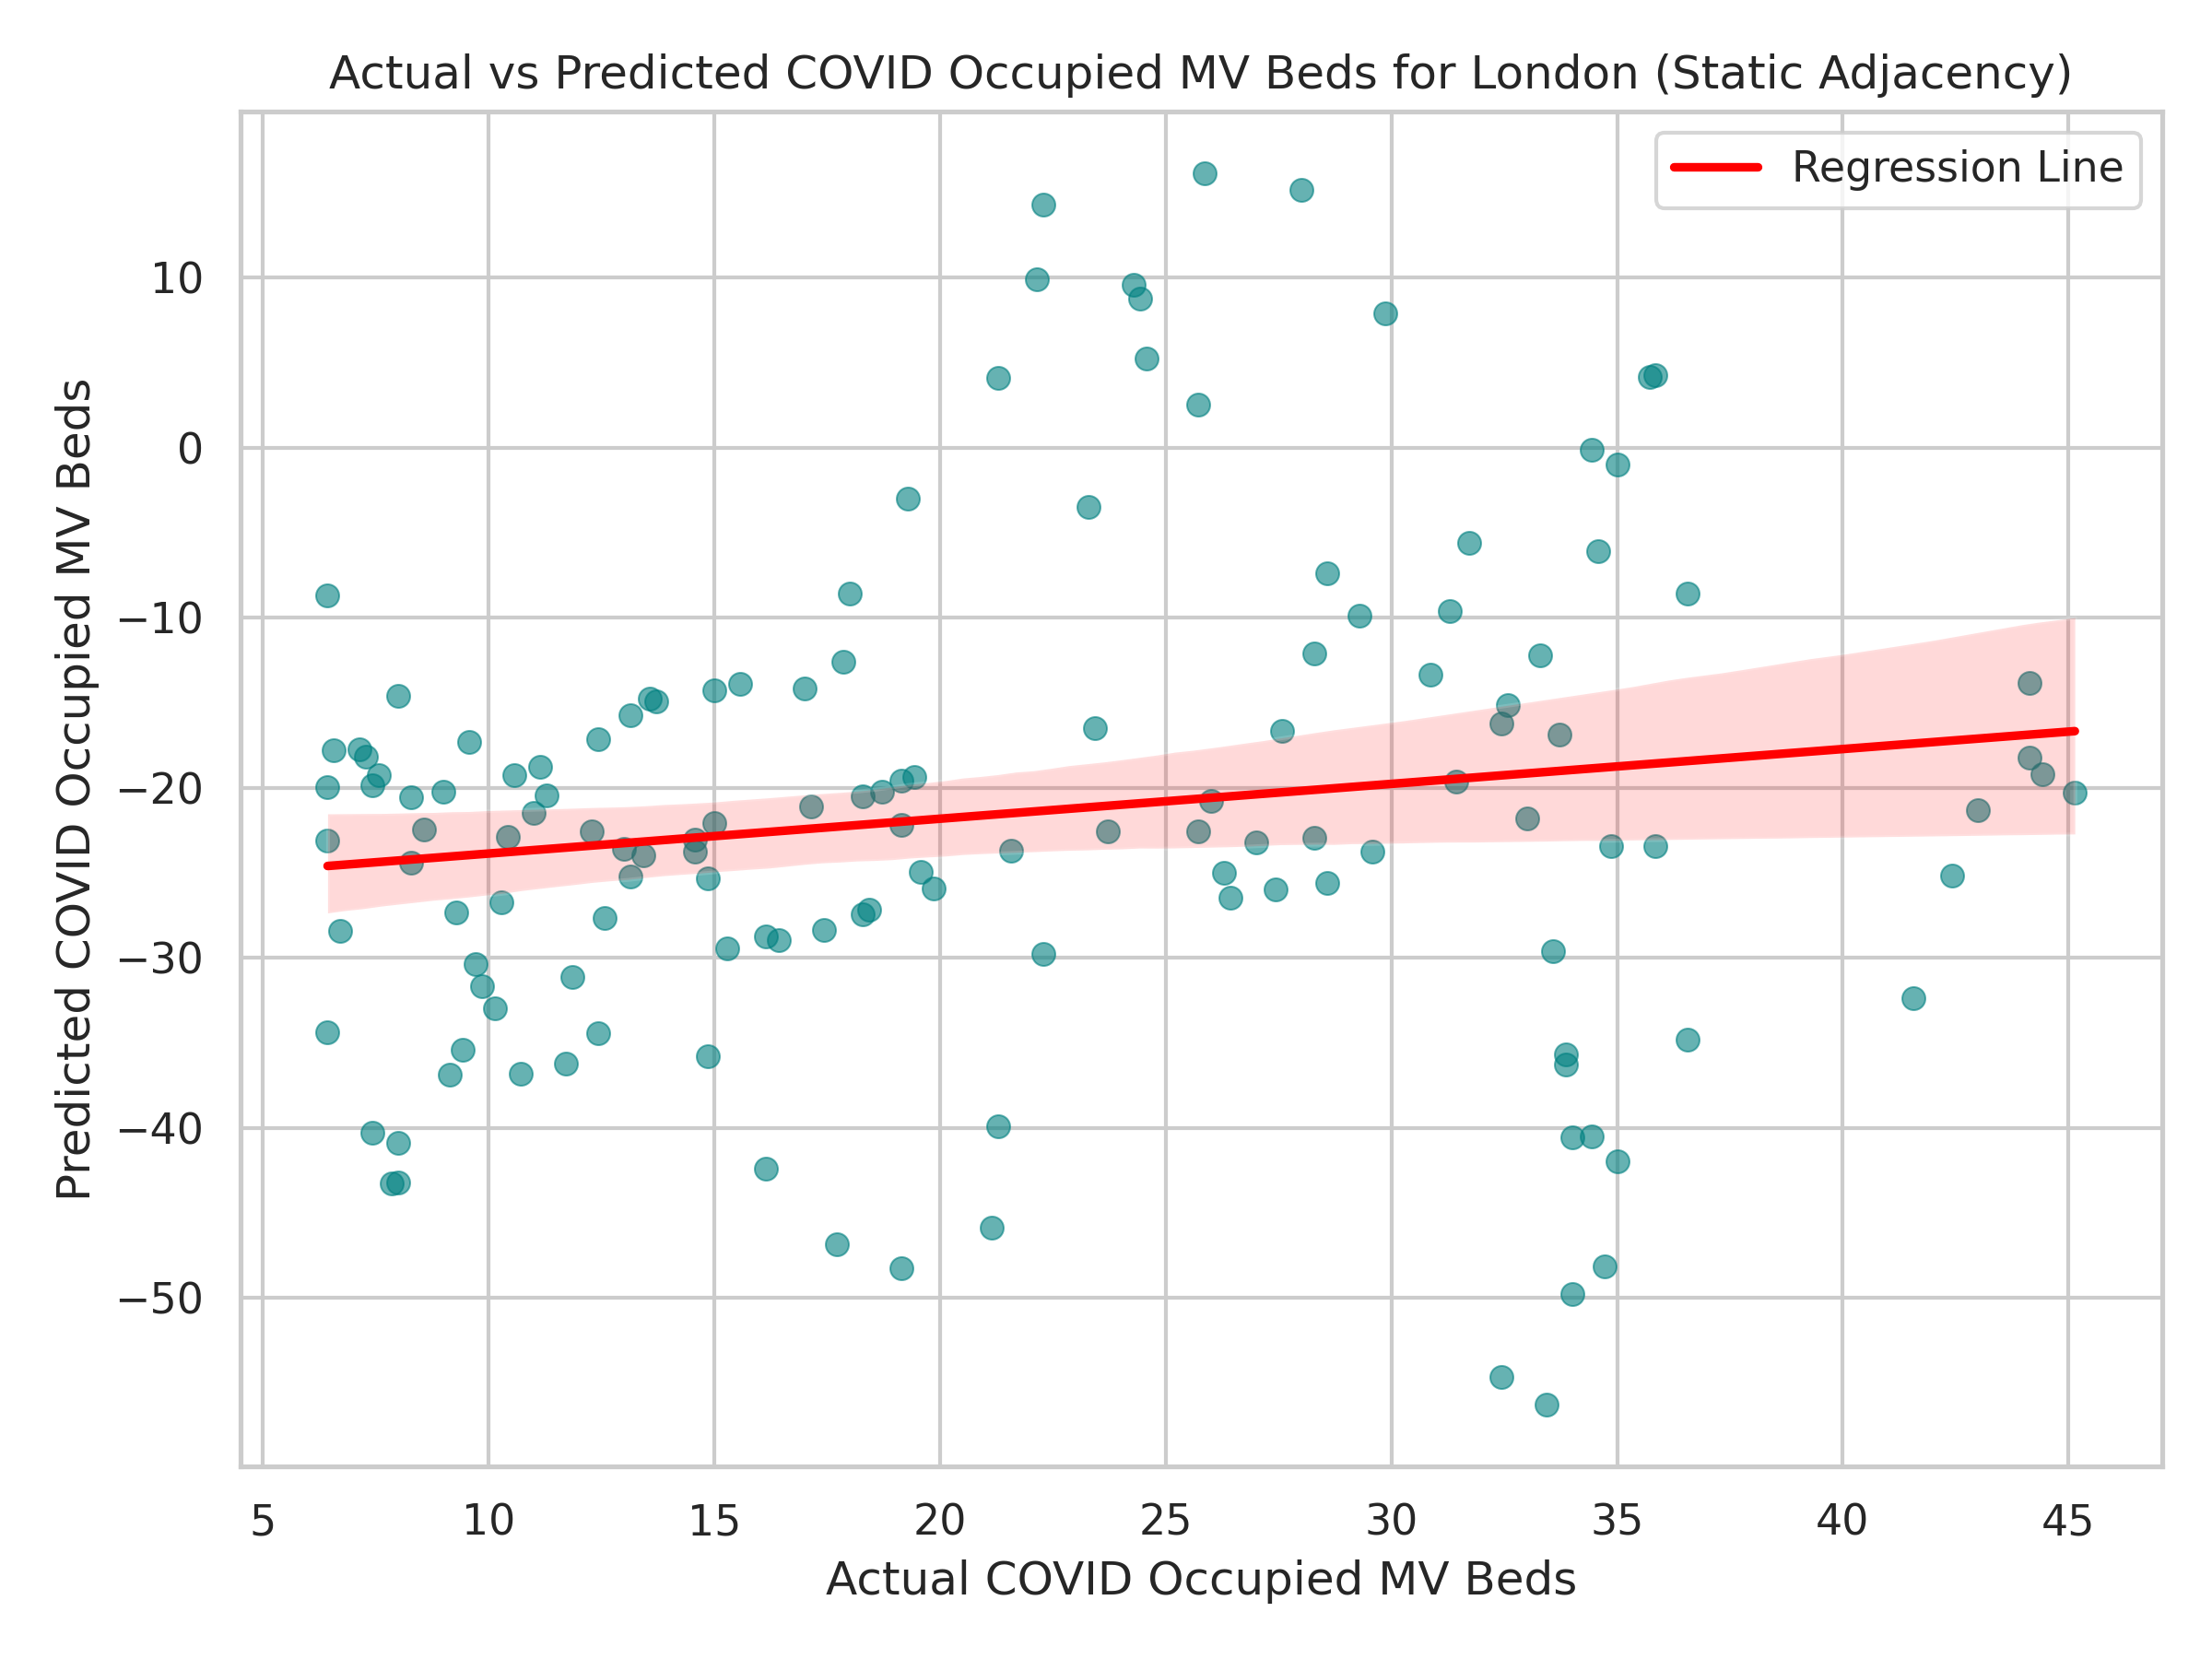 Actual vs Predicted COVID Occupied MV Beds for London (Static Adjacency)
Regression Line
Predicted COVID Occupied MV Beds
10
0
−10
−20
−30
−40
−50
5 10 15 20 25 30 35 40 45
Actual COVID Occupied MV Beds